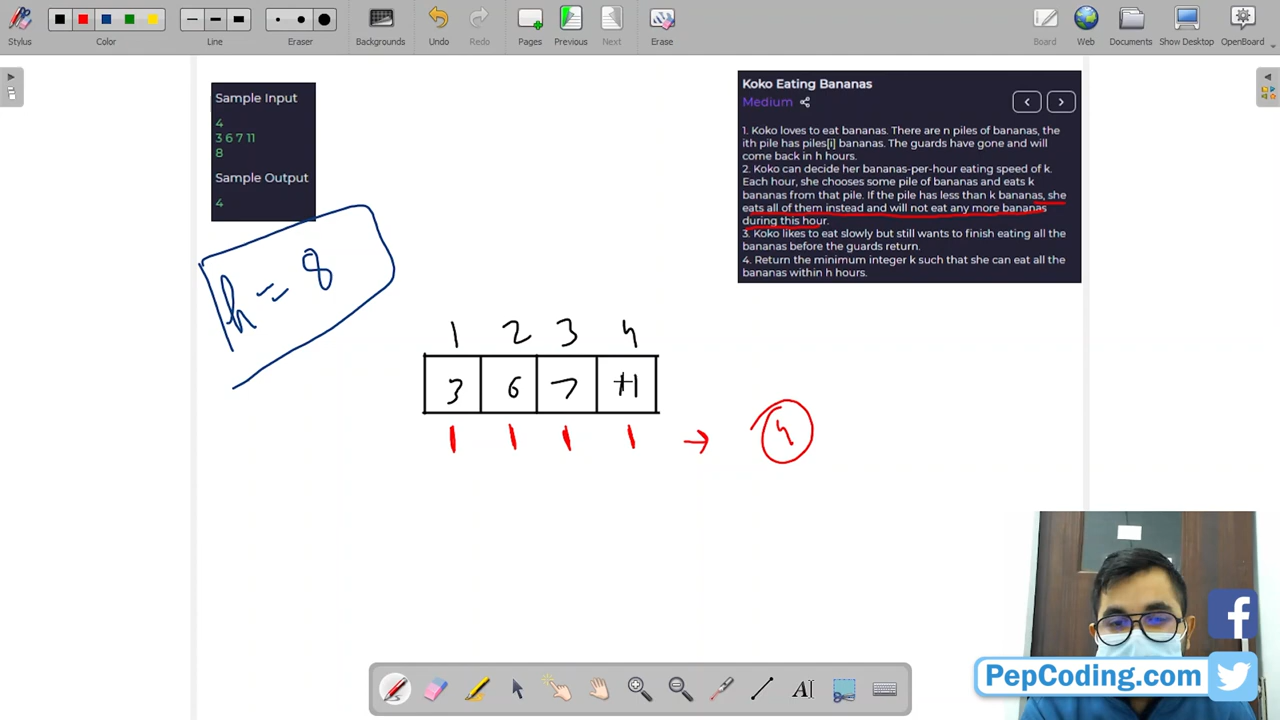 Stylus
Color
Line
Eraser
Backgrounds
Undo
Redo
Pages
Previous
Next
Erase
Board
Web
Documents
Show Desktop
OpenBoard
Sample Input
4
3 6 7 11
8
Sample Output
4
Koko Eating Bananas
Medium
1. Koko loves to eat bananas. There are n piles of bananas, the
ith pile has piles[i] bananas. The guards have gone and will
come back in h hours.
2. Koko can decide her bananas-per-hour eating speed of k.
Each hour, she chooses some pile of bananas and eats k
bananas from that pile. If the pile has less than k bananas, she
eats all of them instead and will not eat any more bananas
during this hour.
3. Koko likes to eat slowly but still wants to finish eating all the
bananas before the guards return.
4. Return the minimum integer k such that she can eat all the
bananas within h hours.
h = 8
1 2 3 4
3 6 7 11
1 1 1 1 → 4
PepCoding.com